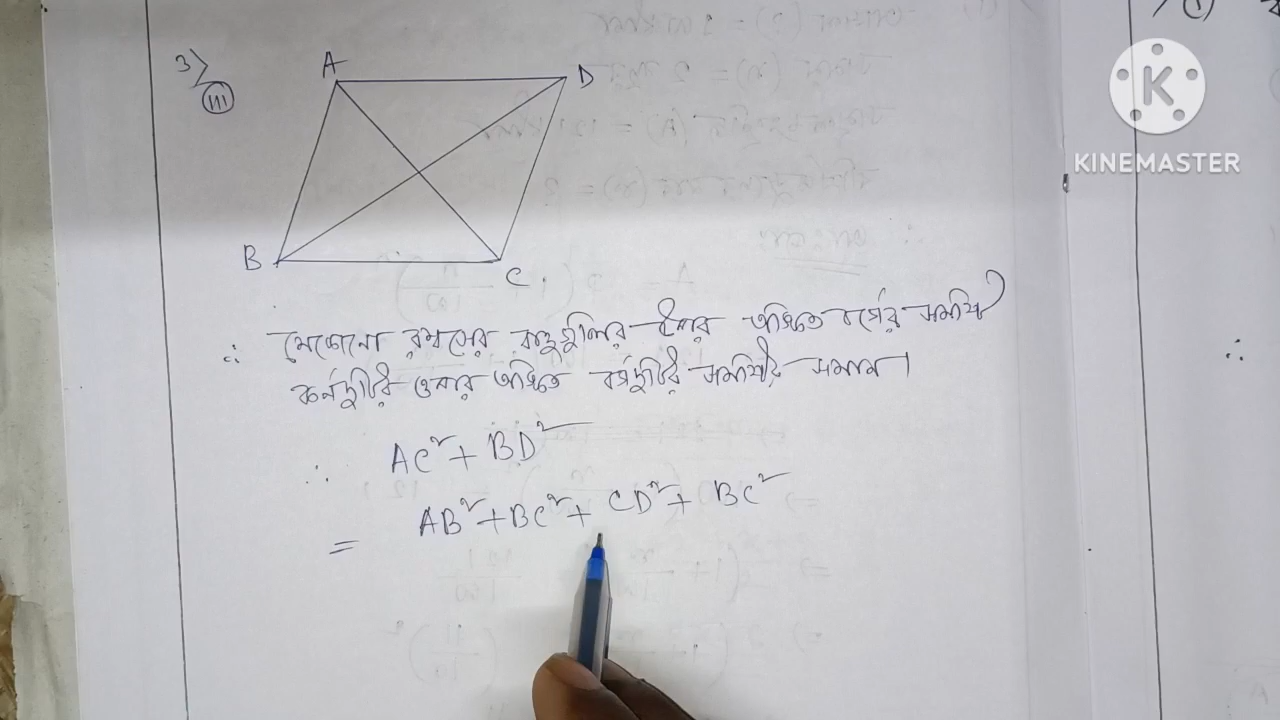 3>
III
A
D
B
C
∴ যেকোনো রম্বসের বাহুগুলির উপর অঙ্কিত বর্গের সমষ্টি
কর্ণদুটির ওপর অঙ্কিত বর্গদুটির সমষ্টির সমান।
∴ AC² + BD²
= AB² + BC² + CD² + BC²
K
KINEMASTER